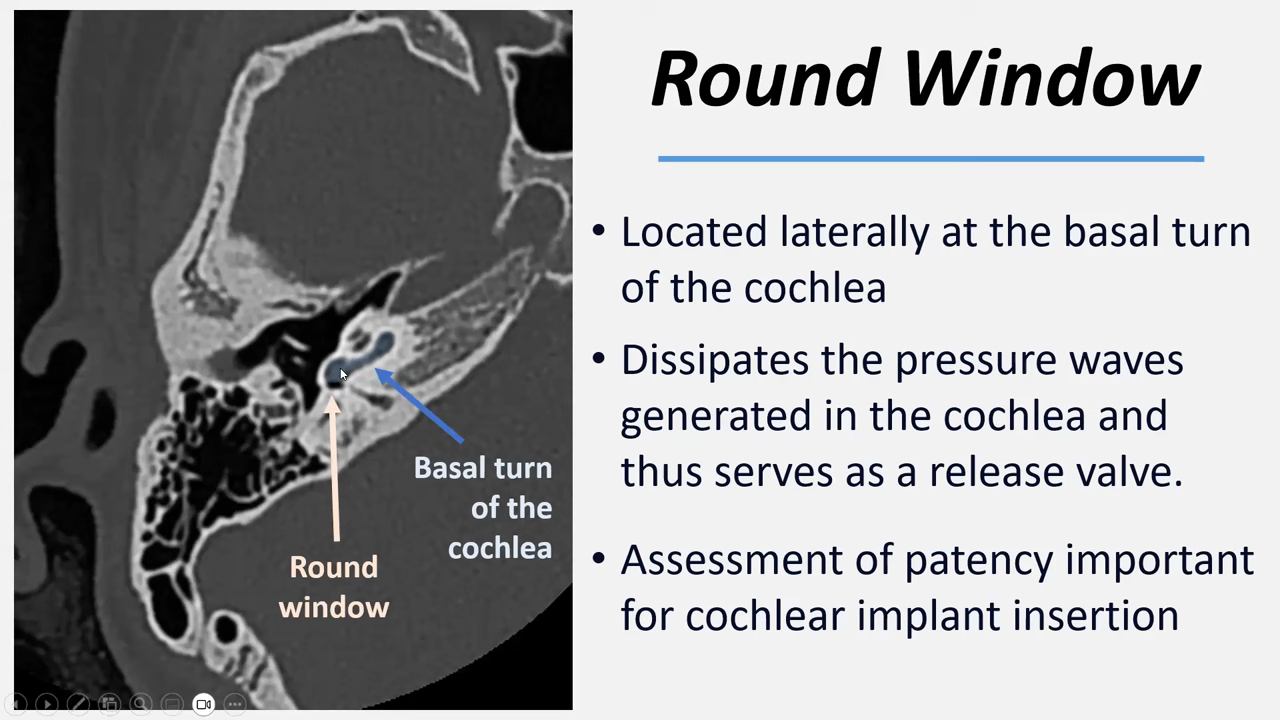 Round Window
• Located laterally at the basal turn
of the cochlea
• Dissipates the pressure waves
generated in the cochlea and
thus serves as a release valve.
• Assessment of patency important
for cochlear implant insertion
Basal turn
of the
cochlea
Round
window